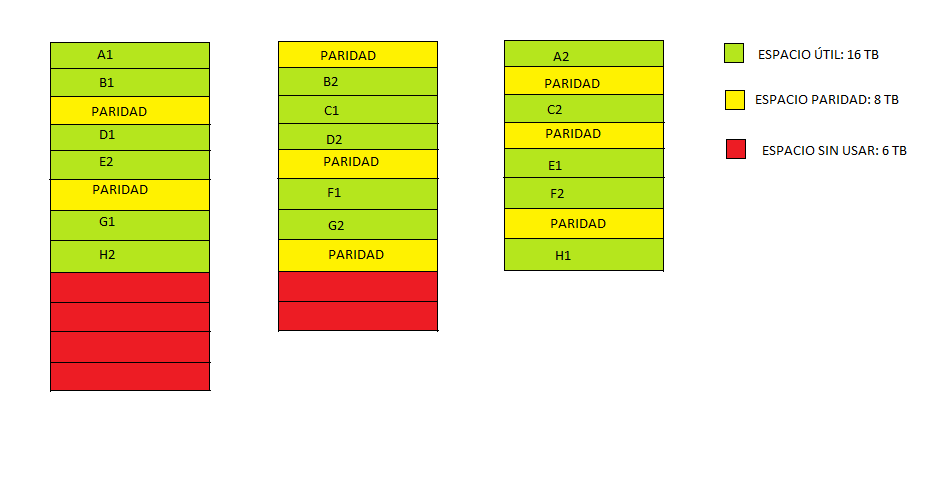 A1
B1
PARIDAD
D1
E2
PARIDAD
G1
H2
PARIDAD
B2
C1
D2
PARIDAD
F1
G2
PARIDAD
A2
PARIDAD
C2
PARIDAD
E1
F2
PARIDAD
H1
ESPACIO ÚTIL: 16 TB
ESPACIO PARIDAD: 8 TB
ESPACIO SIN USAR: 6 TB